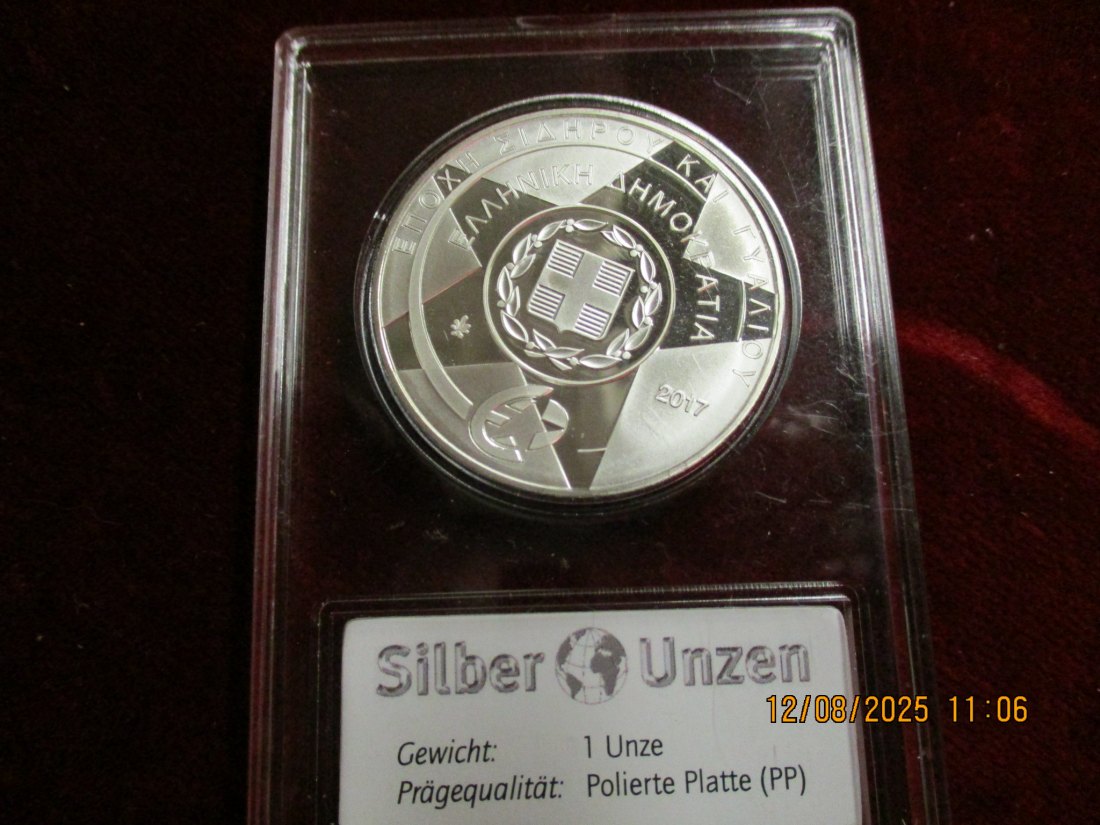 ΕΠΟΧΗ ΣΙΔΗΡΟΥ ΚΑΙ ΓΥΑΛΙΟΥ
ΕΛΛΗΝΙΚΗ ΔΗΜΟΚΡΑΤΙΑ
2017
Silber Unzen
12/08/2025 11:06
Gewicht: 1 Unze
Prägequalität: Polierte Platte (PP)